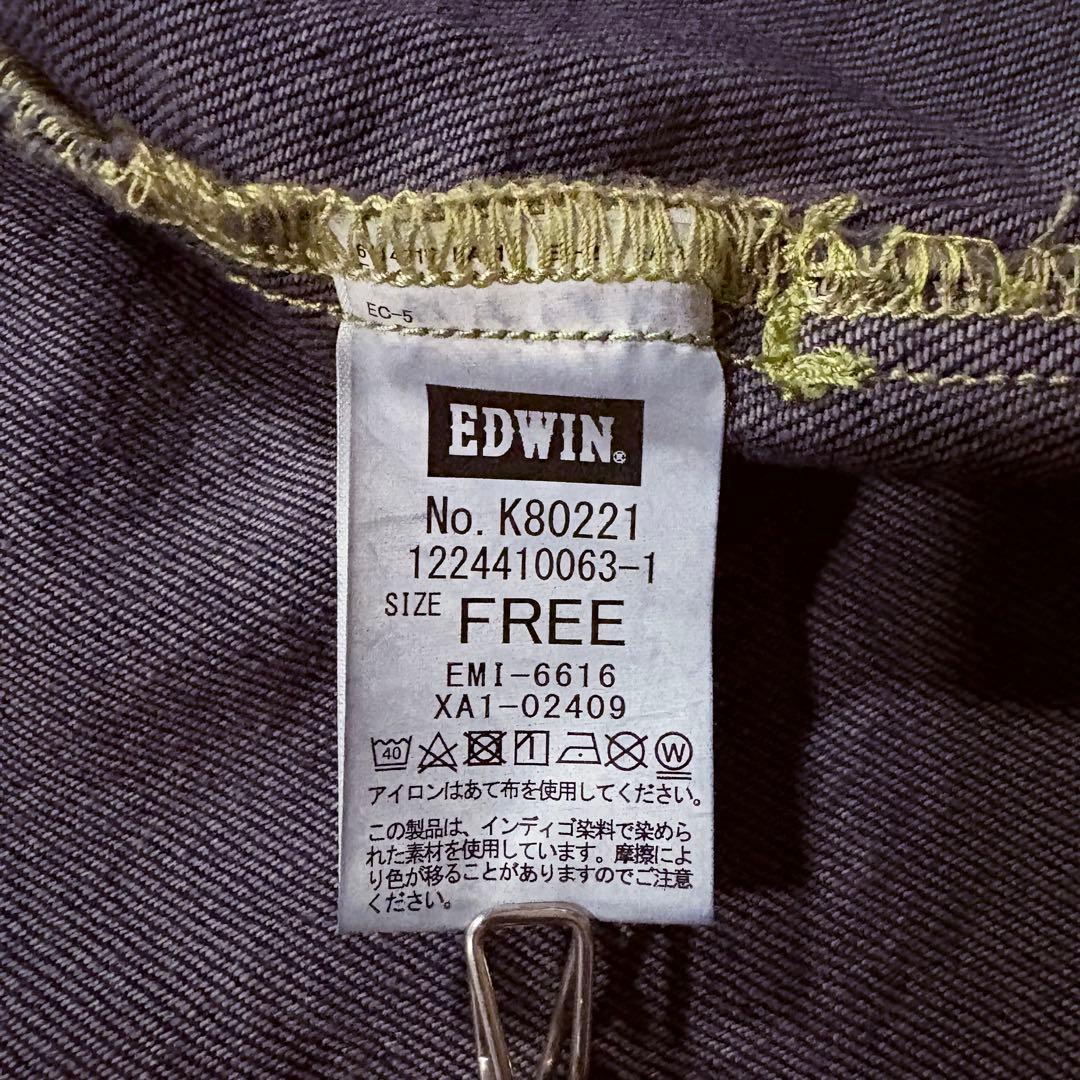 EC-5
EDWIN
No. K80221
1224410063-1
SIZE FREE
EMI-6616
XA1-02409
40 W
アイロンはあて布を使用してください。
この製品は、インディゴ染料で染めら
れた素材を使用しています。摩擦によ
り色が移ることがありますのでご注意
ください。